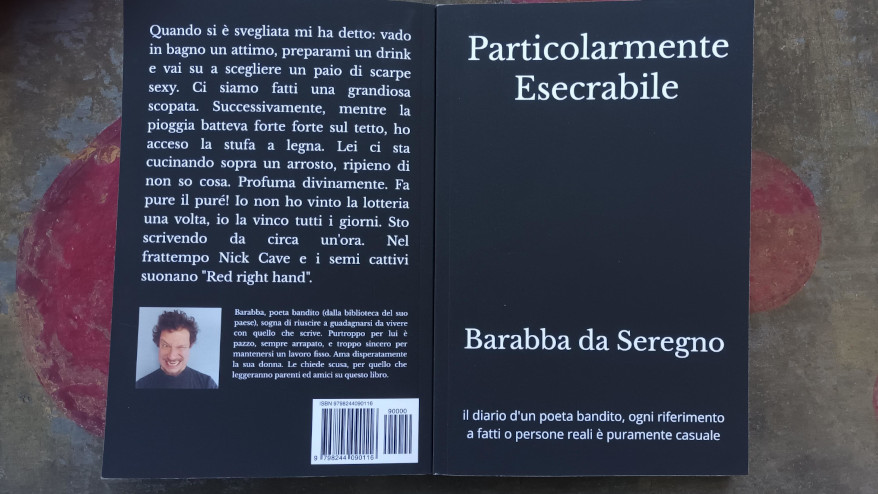 Quando si è svegliata mi ha detto: vado
in bagno un attimo, preparami un drink
e vai su a scegliere un paio di scarpe
sexy. Ci siamo fatti una grandiosa
scopata. Successivamente, mentre la
pioggia batteva forte forte sul tetto, ho
acceso la stufa a legna. Lei ci sta
cucinando sopra un arrosto, ripieno di
non so cosa. Profuma divinamente. Fa
pure il puré! Io non ho vinto la lotteria
una volta, io la vinco tutti i giorni. Sto
scrivendo da circa un'ora. Nel
frattempo Nick Cave e i semi cattivi
suonano "Red right hand".
Barabba, poeta bandito (dalla biblioteca del suo
paese), sogna di riuscire a guadagnarsi da vivere
con quello che scrive. Purtroppo per lui è
pazzo, sempre arrapato, e troppo sincero per
mantenersi un lavoro fisso. Ama disperatamente
la sua donna. Le chiede scusa, per quello che
leggeranno parenti ed amici su questo libro.
ISBN 9798244090116
90000
9 798244 090116
Particolarmente
Esecrabile
Barabba da Seregno
il diario d'un poeta bandito, ogni riferimento
a fatti o persone reali è puramente casuale